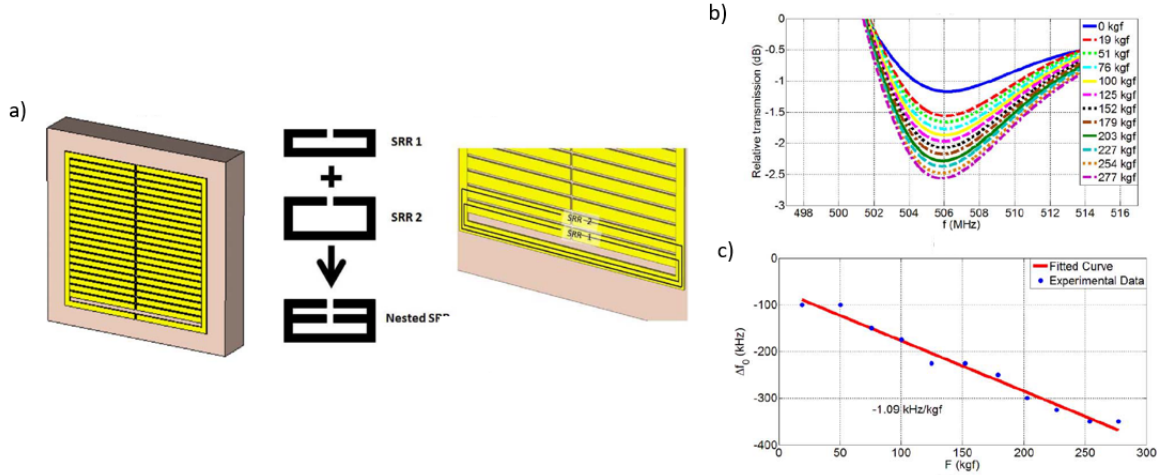 a)
SRR 1
+
SRR 2
Nested SRR
SRR -2
SRR -1
b)
Relative transmission (dB)
0
-0.5
-1
-1.5
-2
-2.5
-3
498 500 502 504 506 508 510 512 514 516
f (MHz)
0 kgf
19 kgf
51 kgf
76 kgf
100 kgf
125 kgf
152 kgf
179 kgf
203 kgf
227 kgf
254 kgf
277 kgf
c)
Δf0 (kHz)
0
-100
-200
-300
-400
Fitted Curve
Experimental Data
-1.09 kHz/kgf
0 50 100 150 200 250 300
F (kgf)